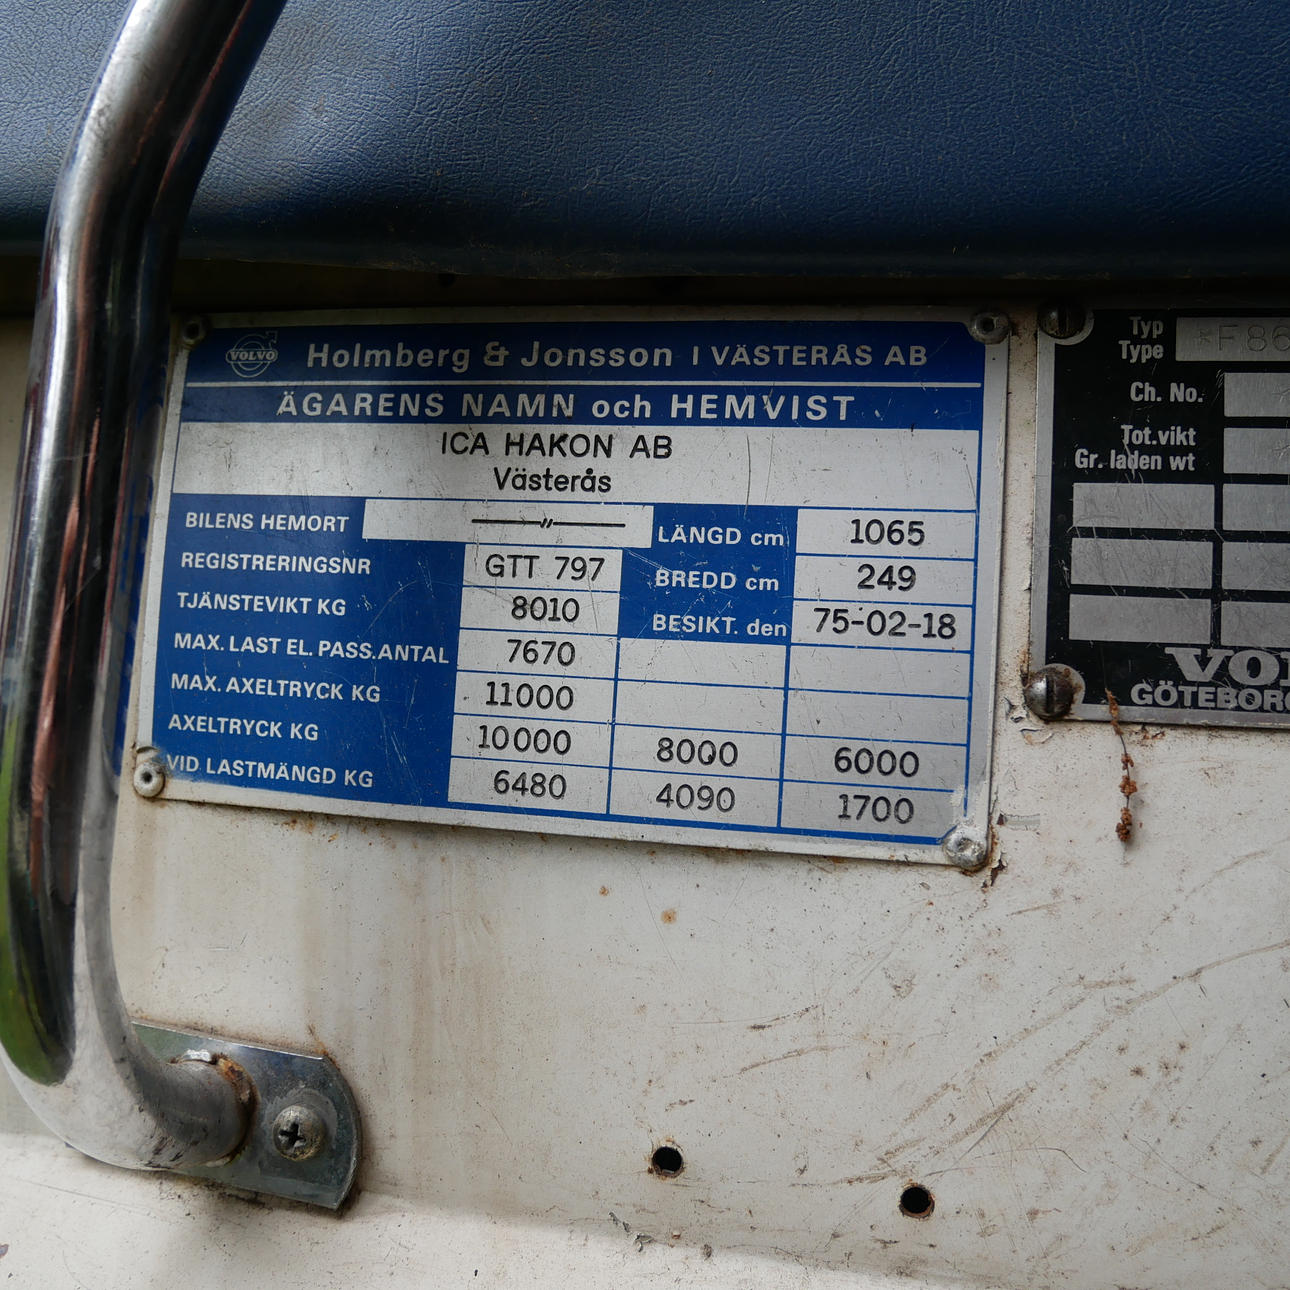 VOLVO Holmberg & Jonsson I VÄSTERÅS AB
ÄGARENS NAMN och HEMVIST
ICA HAKON AB
Västerås
BILENS HEMORT —〃— LÄNGD cm 1065
REGISTRERINGSNR GTT 797 BREDD cm 249
TJÄNSTEVIKT KG 8010 BESIKT. den 75-02-18
MAX. LAST EL. PASS.ANTAL 7670
MAX. AXELTRYCK KG 11000
AXELTRYCK KG 10000 8000 6000
VID LASTMÄNGD KG 6480 4090 1700
Typ
Type *F86
Ch. No.
Tot.vikt
Gr. laden wt
VOL
GÖTEBORG